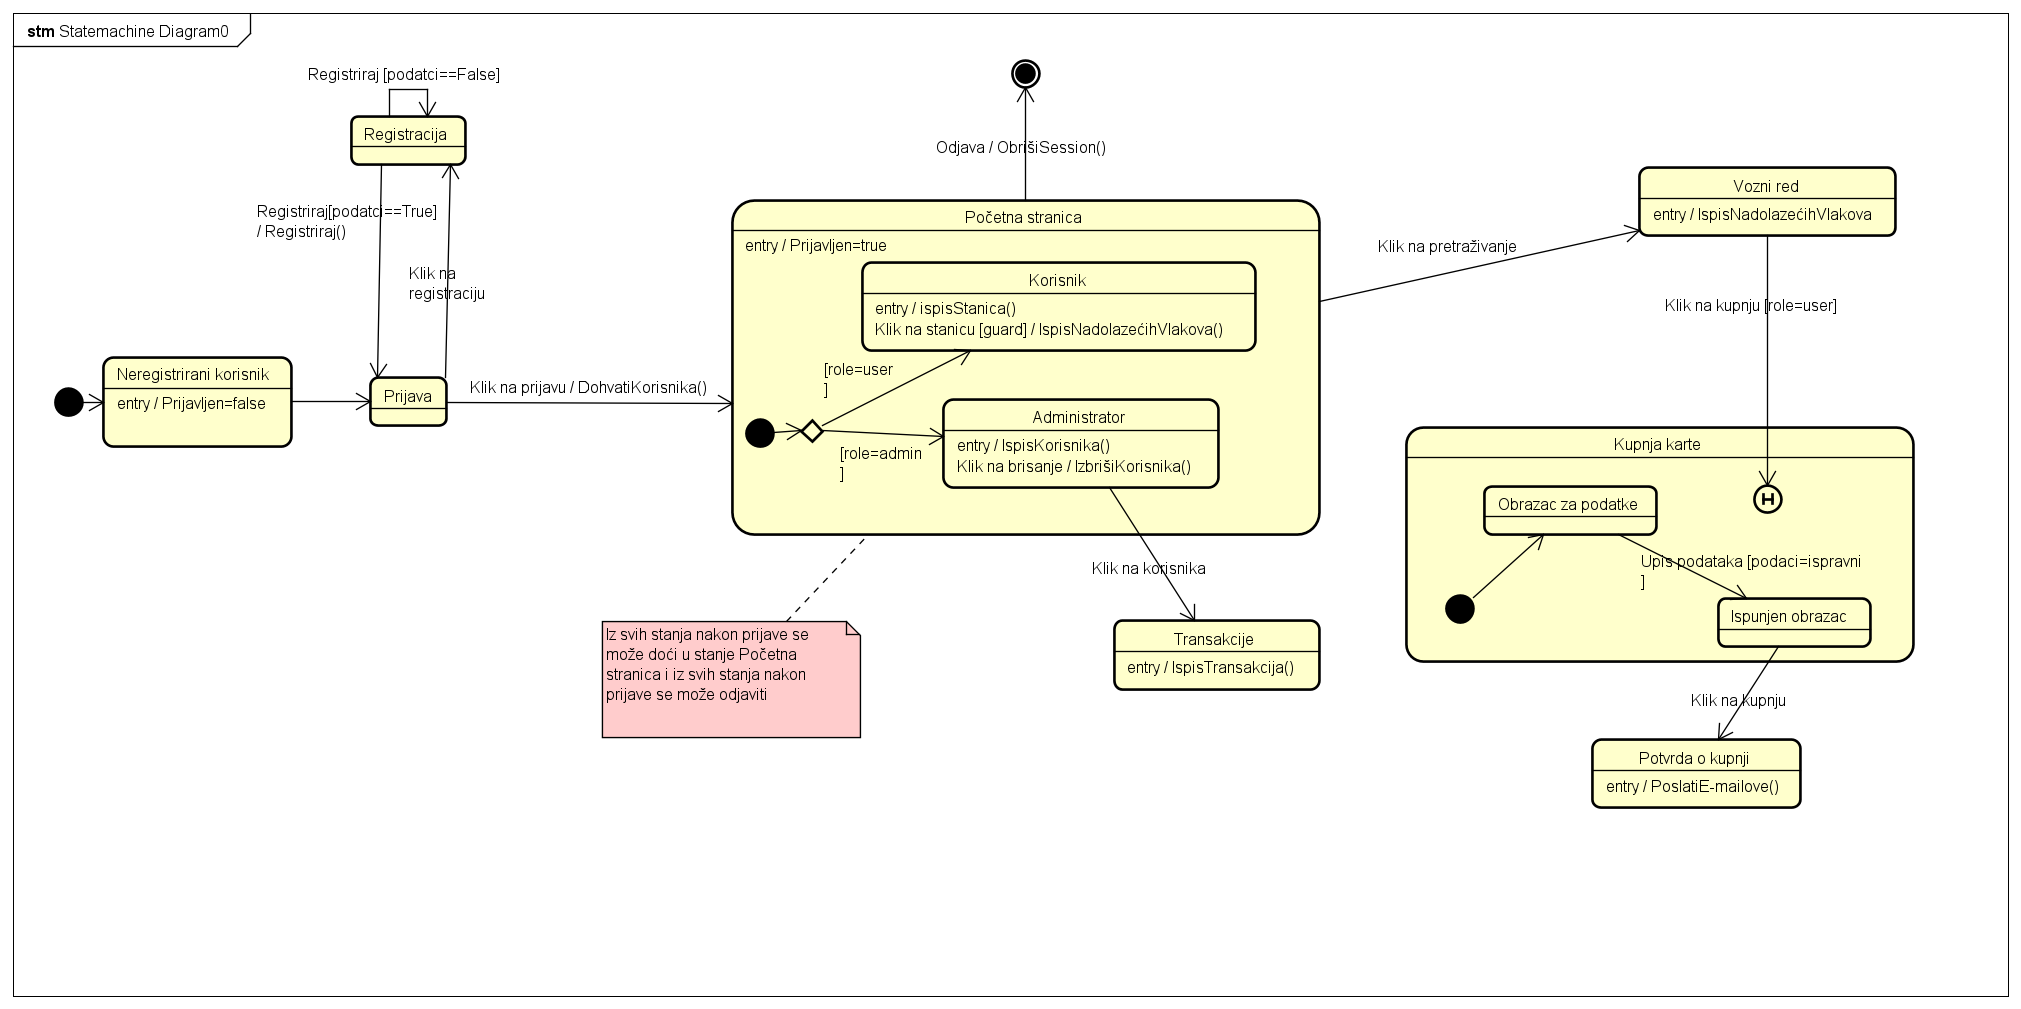 stm Statemachine Diagram0
Registriraj [podatci==False]
Registracija
Registriraj[podatci==True]
/ Registriraj()
Klik na
registraciju
Neregistrirani korisnik
entry / Prijavljen=false
Prijava
Klik na prijavu / DohvatiKorisnika()
Odjava / ObrišiSession()
Početna stranica
entry / Prijavljen=true
Korisnik
entry / ispisStanica()
Klik na stanicu [guard] / IspisNadolazećihVlakova()
[role=user
]
Administrator
entry / IspisKorisnika()
Klik na brisanje / IzbrišiKorisnika()
[role=admin
]
Klik na korisnika
Iz svih stanja nakon prijave se
može doći u stanje Početna
stranica i iz svih stanja nakon
prijave se može odjaviti
Transakcije
entry / IspisTransakcija()
Klik na pretraživanje
Vozni red
entry / IspisNadolazećihVlakova
Klik na kupnju [role=user]
Kupnja karte
H
Obrazac za podatke
Upis podataka [podaci=ispravni
]
Ispunjen obrazac
Klik na kupnju
Potvrda o kupnji
entry / PoslatiE-mailove()